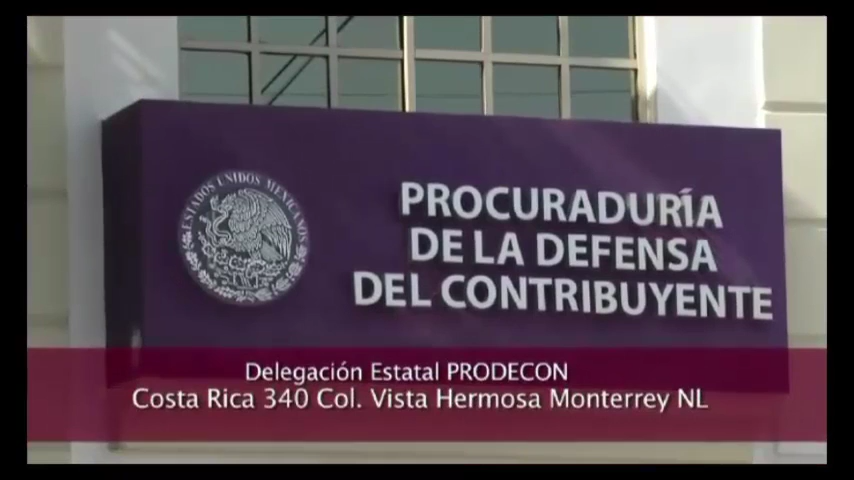 ESTADOS UNIDOS MEXICANOS
PROCURADURÍA
DE LA DEFENSA
DEL CONTRIBUYENTE
Delegación Estatal PRODECON
Costa Rica 340 Col. Vista Hermosa Monterrey NL